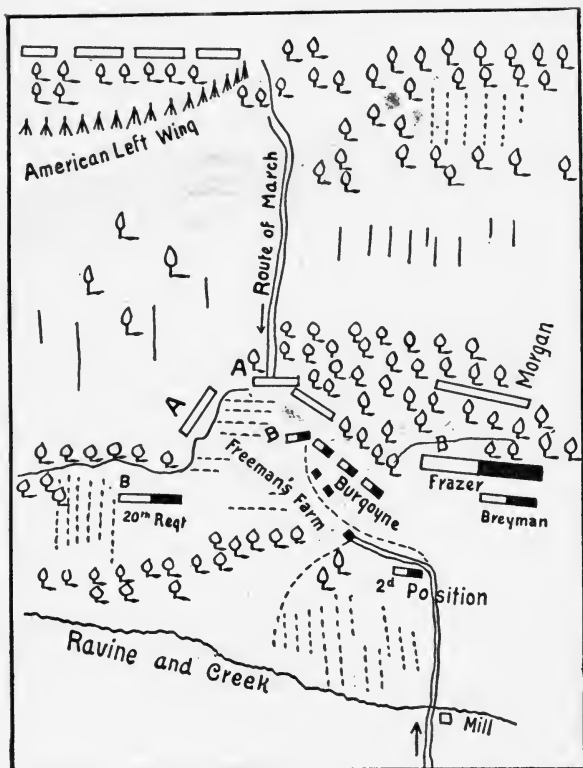 American Left Wing
Route of March
A
A
Morgan
B
B
Frazer
Breyman
Burgoyne
Freeman's Farm
B
20th Regt
2d Position
Ravine and Creek
Mill